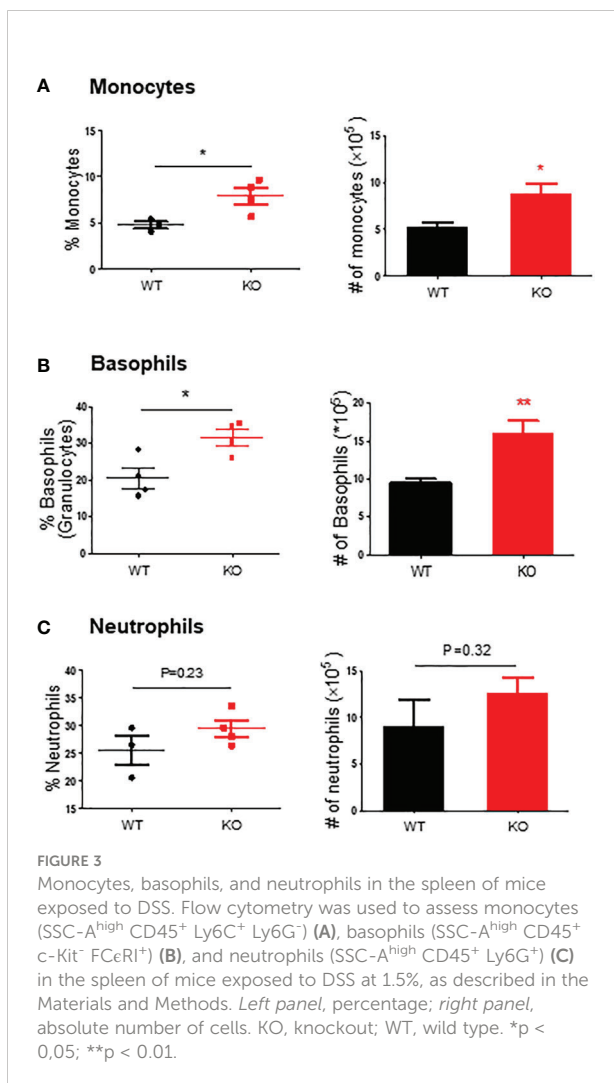 A Monocytes
% Monocytes
15
10
5
0
*
WT
KO
# of monocytes (×10⁵)
15
10
5
0
*
WT
KO
B Basophils
% Basophils
(Granulocytes)
40
30
20
10
0
*
WT
KO
# of Basophils (*10⁵)
20
15
10
5
0
**
WT
KO
C Neutrophils
% Neutrophils
40
35
30
25
20
15
P=0.23
WT
KO
# of neutrophils (×10⁵)
15
10
5
0
P=0.32
WT
KO
FIGURE 3
Monocytes, basophils, and neutrophils in the spleen of mice
exposed to DSS. Flow cytometry was used to assess monocytes
(SSC-A^high CD45⁺ Ly6C⁺ Ly6G⁻) (A), basophils (SSC-A^high CD45⁺
c-Kit⁻ FCεRI⁺) (B), and neutrophils (SSC-A^high CD45⁺ Ly6G⁺) (C)
in the spleen of mice exposed to DSS at 1.5%, as described in the
Materials and Methods. Left panel, percentage; right panel,
absolute number of cells. KO, knockout; WT, wild type. *p <
0,05; **p < 0.01.